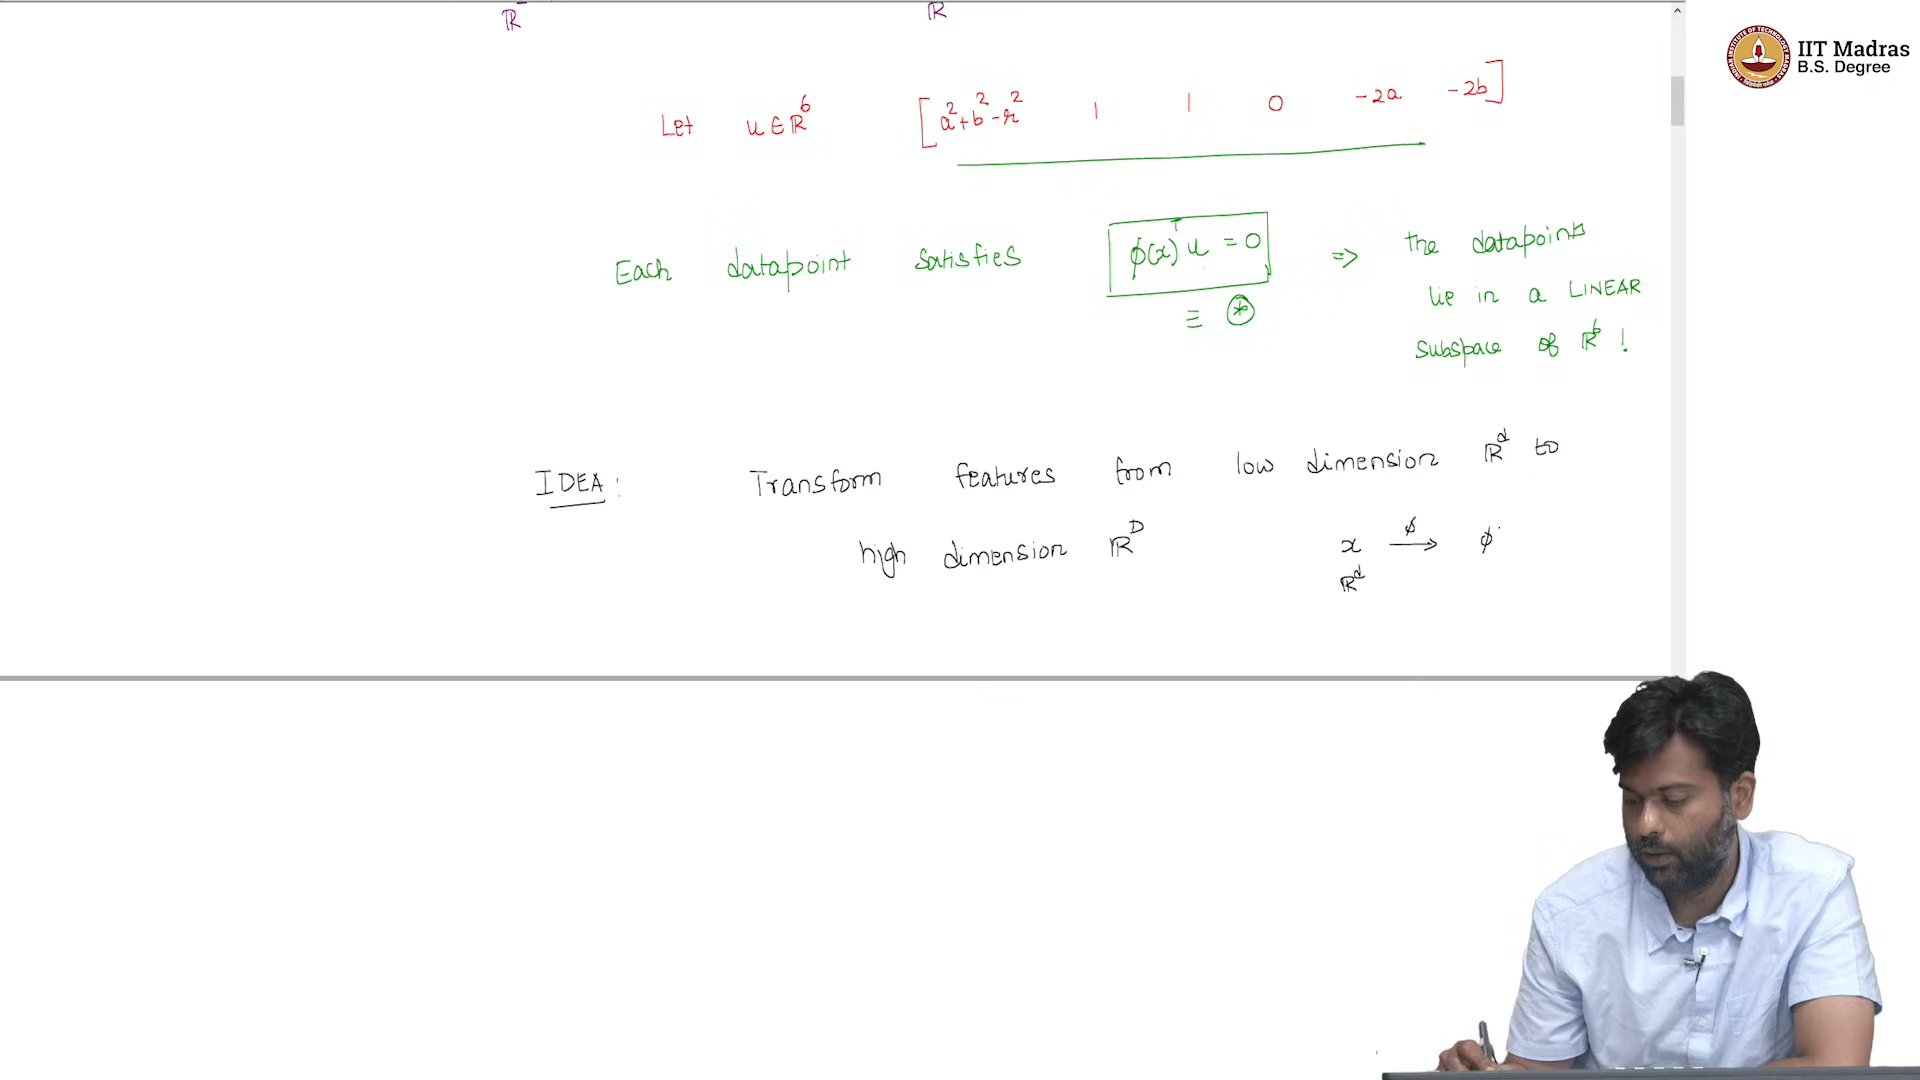 ℝ ℝ
IIT Madras
B.S. Degree
Let u ∈ ℝ⁶ [a²+b²-r² 1 1 0 -2a -2b]
Each datapoint satisfies ϕ(x)ᵀu = 0 ⇒ the datapoints
≡ ⊛ lie in a LINEAR
subspace of ℝ⁶ !
IDEA: Transform features from low dimension ℝᵈ to
high dimension ℝᴰ x —ϕ→ ϕ
ℝᵈ